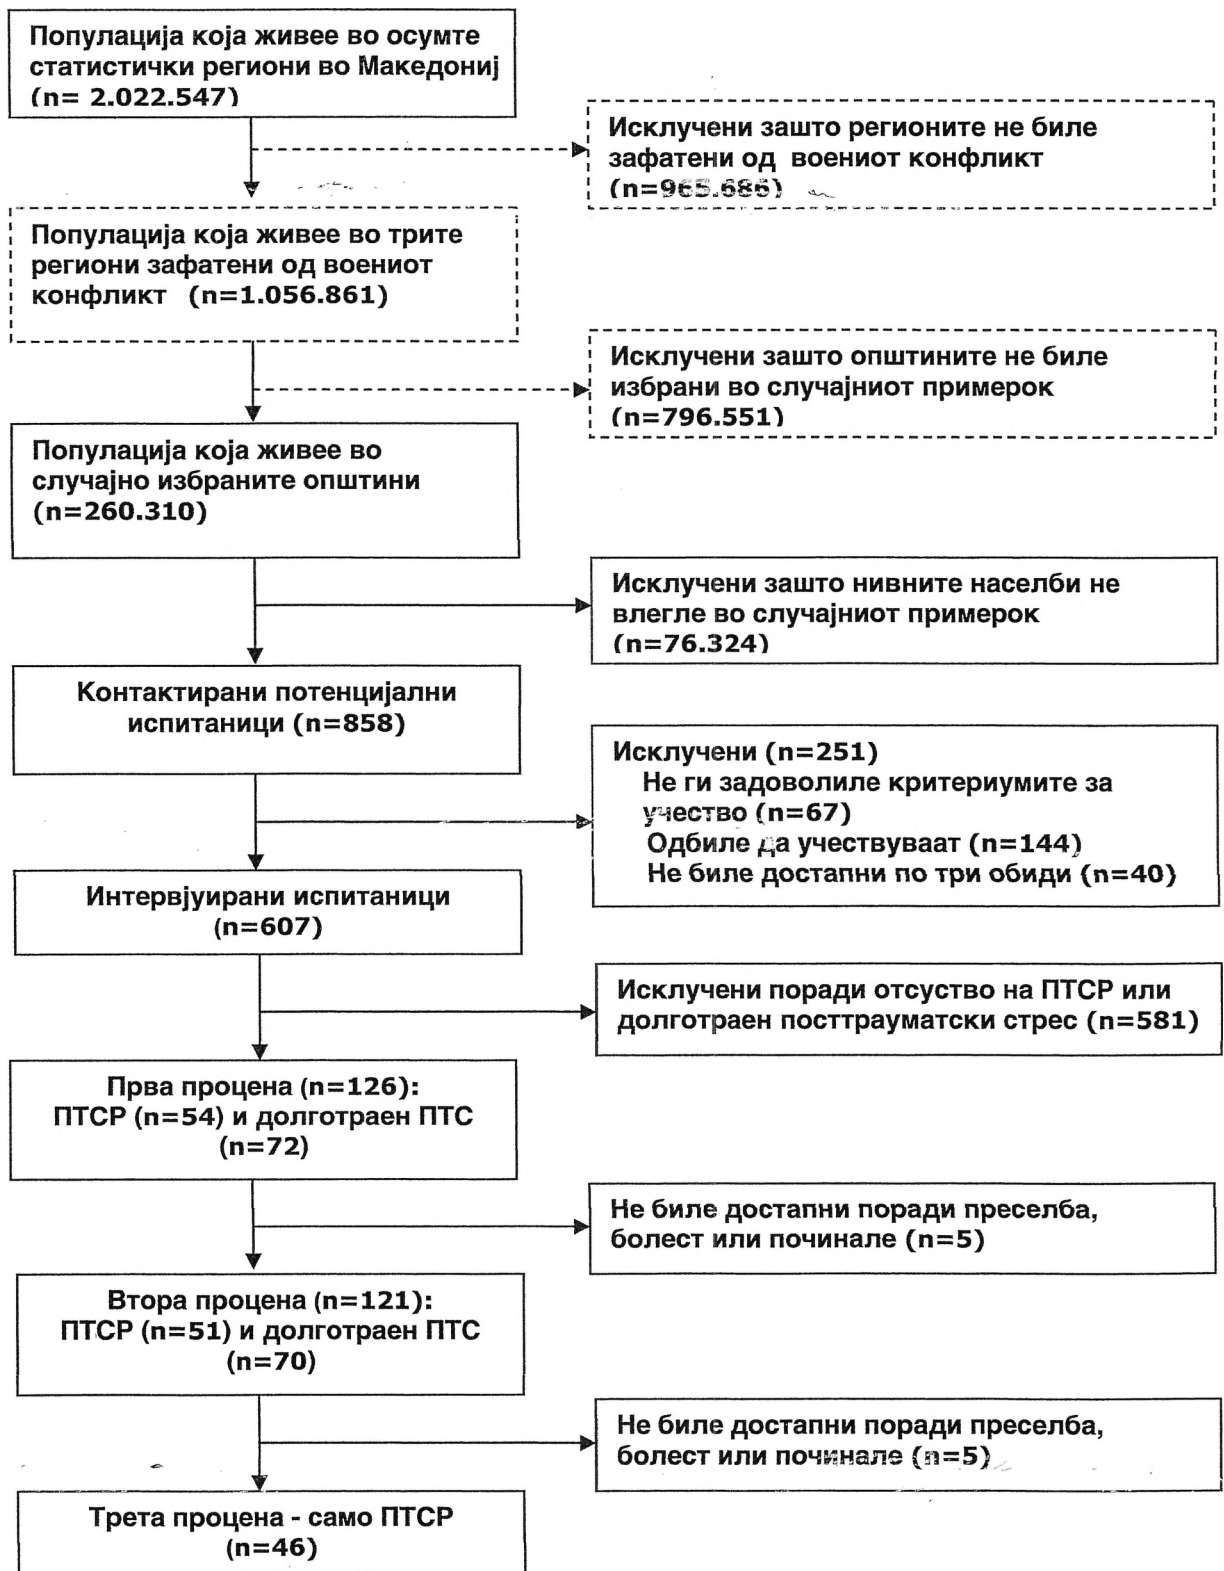 Популација која живее во осумте
статистички региони во Македониј
(n= 2.022.547)
Исклучени зашто регионите не биле
зафатени од воениот конфликт
(n=965.686)
Популација која живее во трите
региони зафатени од воениот
конфликт (n=1.056.861)
Исклучени зашто општините не биле
избрани во случајниот примерок
(n=796.551)
Популација која живее во
случајно избраните општини
(n=260.310)
Исклучени зашто нивните населби не
влегле во случајниот примерок
(n=76.324)
Контактирани потенцијални
испитаници (n=858)
Исклучени (n=251)
Не ги задоволиле критериумите за
учество (n=67)
Одбиле да учествуваат (n=144)
Не биле достапни по три обиди (n=40)
Интервјуирани испитаници
(n=607)
Исклучени поради отсуство на ПТСР или
долготраен посттрауматски стрес (n=581)
Прва процена (n=126):
ПТСР (n=54) и долготраен ПТС
(n=72)
Не биле достапни поради преселба,
болест или починале (n=5)
Втора процена (n=121):
ПТСР (n=51) и долготраен ПТС
(n=70)
Не биле достапни поради преселба,
болест или починале (n=5)
Трета процена - само ПТСР
(n=46)